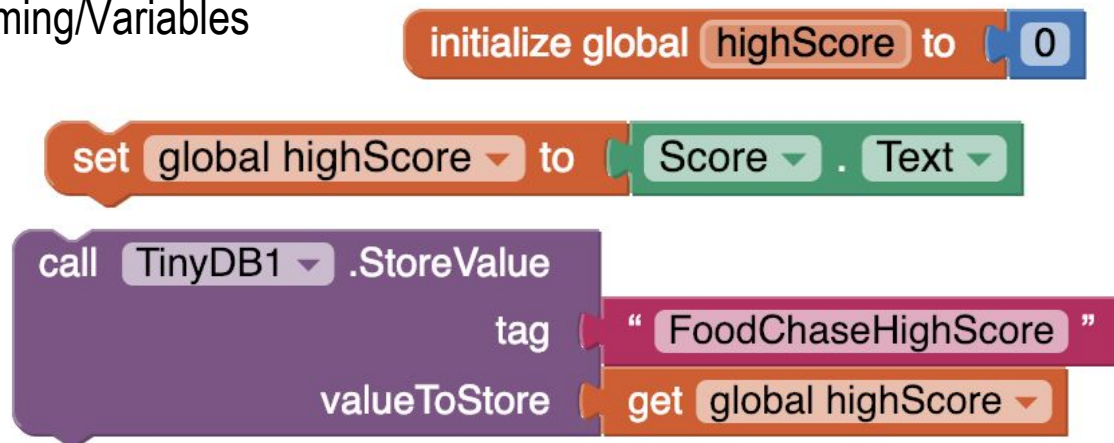 ming/Variables
initialize global highScore to 0
set global highScore to Score . Text
call TinyDB1 .StoreValue
tag “ FoodChaseHighScore ”
valueToStore get global highScore